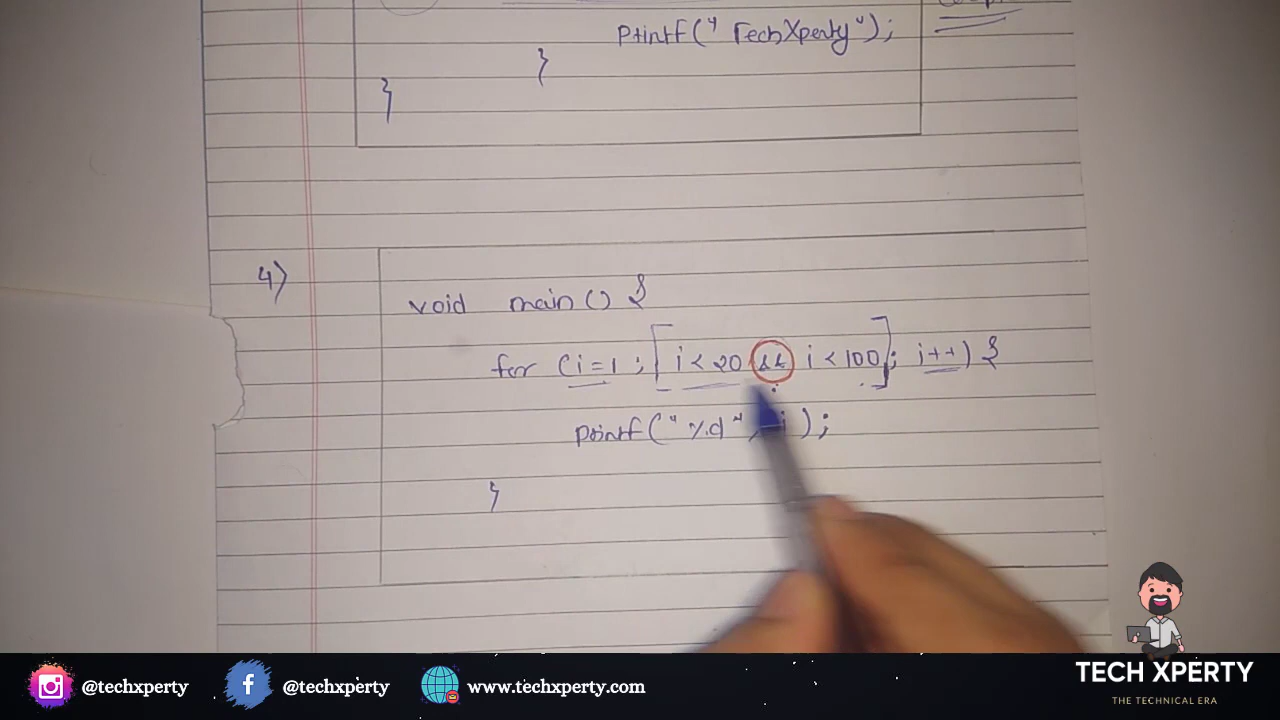 printf("TechXperty");
}
}
4)
void main() {
for (i=1; [i<20 && i<100]; i++) {
printf("%d", i);
}
TECH XPERTY
THE TECHNICAL ERA
@techxperty
@techxperty
www.techxperty.com